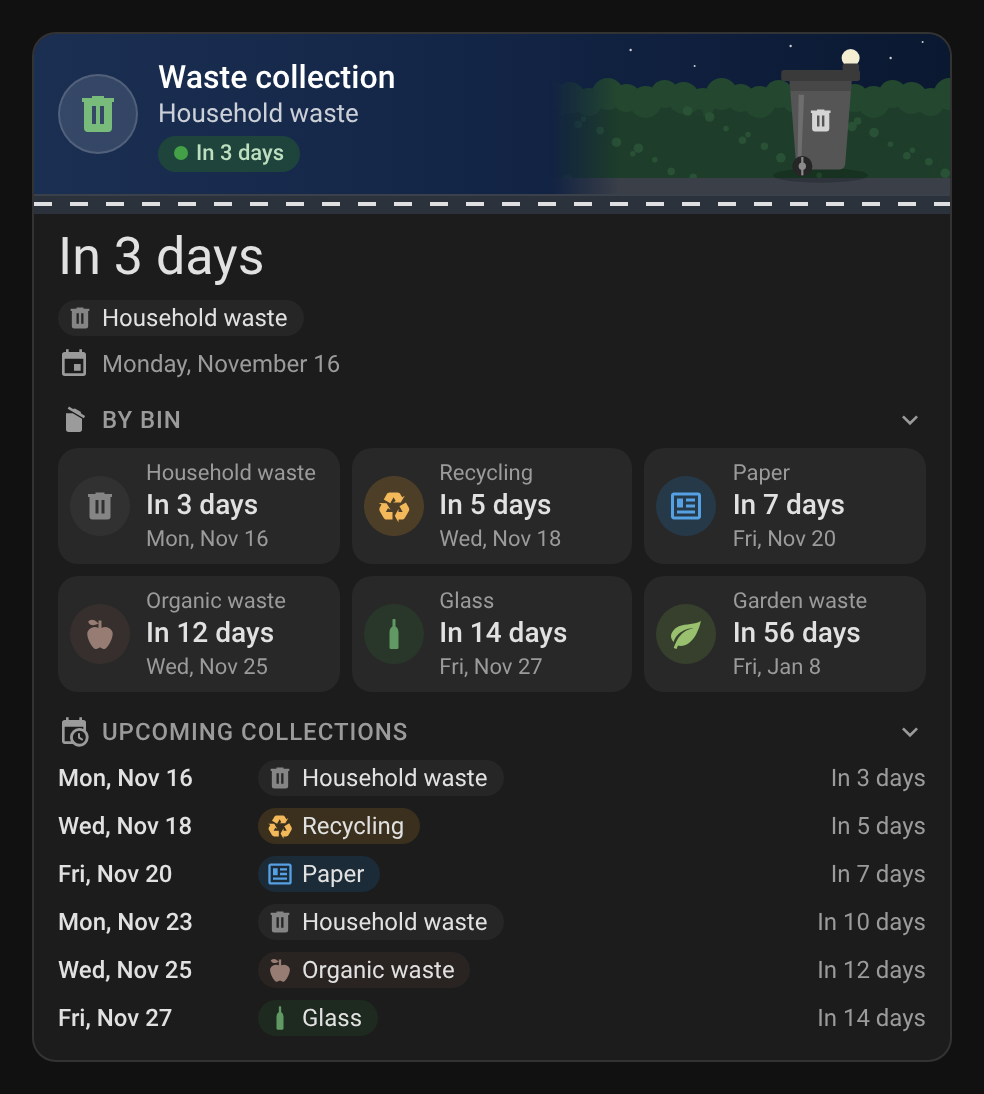 Waste collection
Household waste
In 3 days
In 3 days
Household waste
Monday, November 16
BY BIN
Household waste
In 3 days
Mon, Nov 16
Recycling
In 5 days
Wed, Nov 18
Paper
In 7 days
Fri, Nov 20
Organic waste
In 12 days
Wed, Nov 25
Glass
In 14 days
Fri, Nov 27
Garden waste
In 56 days
Fri, Jan 8
UPCOMING COLLECTIONS
Mon, Nov 16 Household waste In 3 days
Wed, Nov 18 Recycling In 5 days
Fri, Nov 20 Paper In 7 days
Mon, Nov 23 Household waste In 10 days
Wed, Nov 25 Organic waste In 12 days
Fri, Nov 27 Glass In 14 days